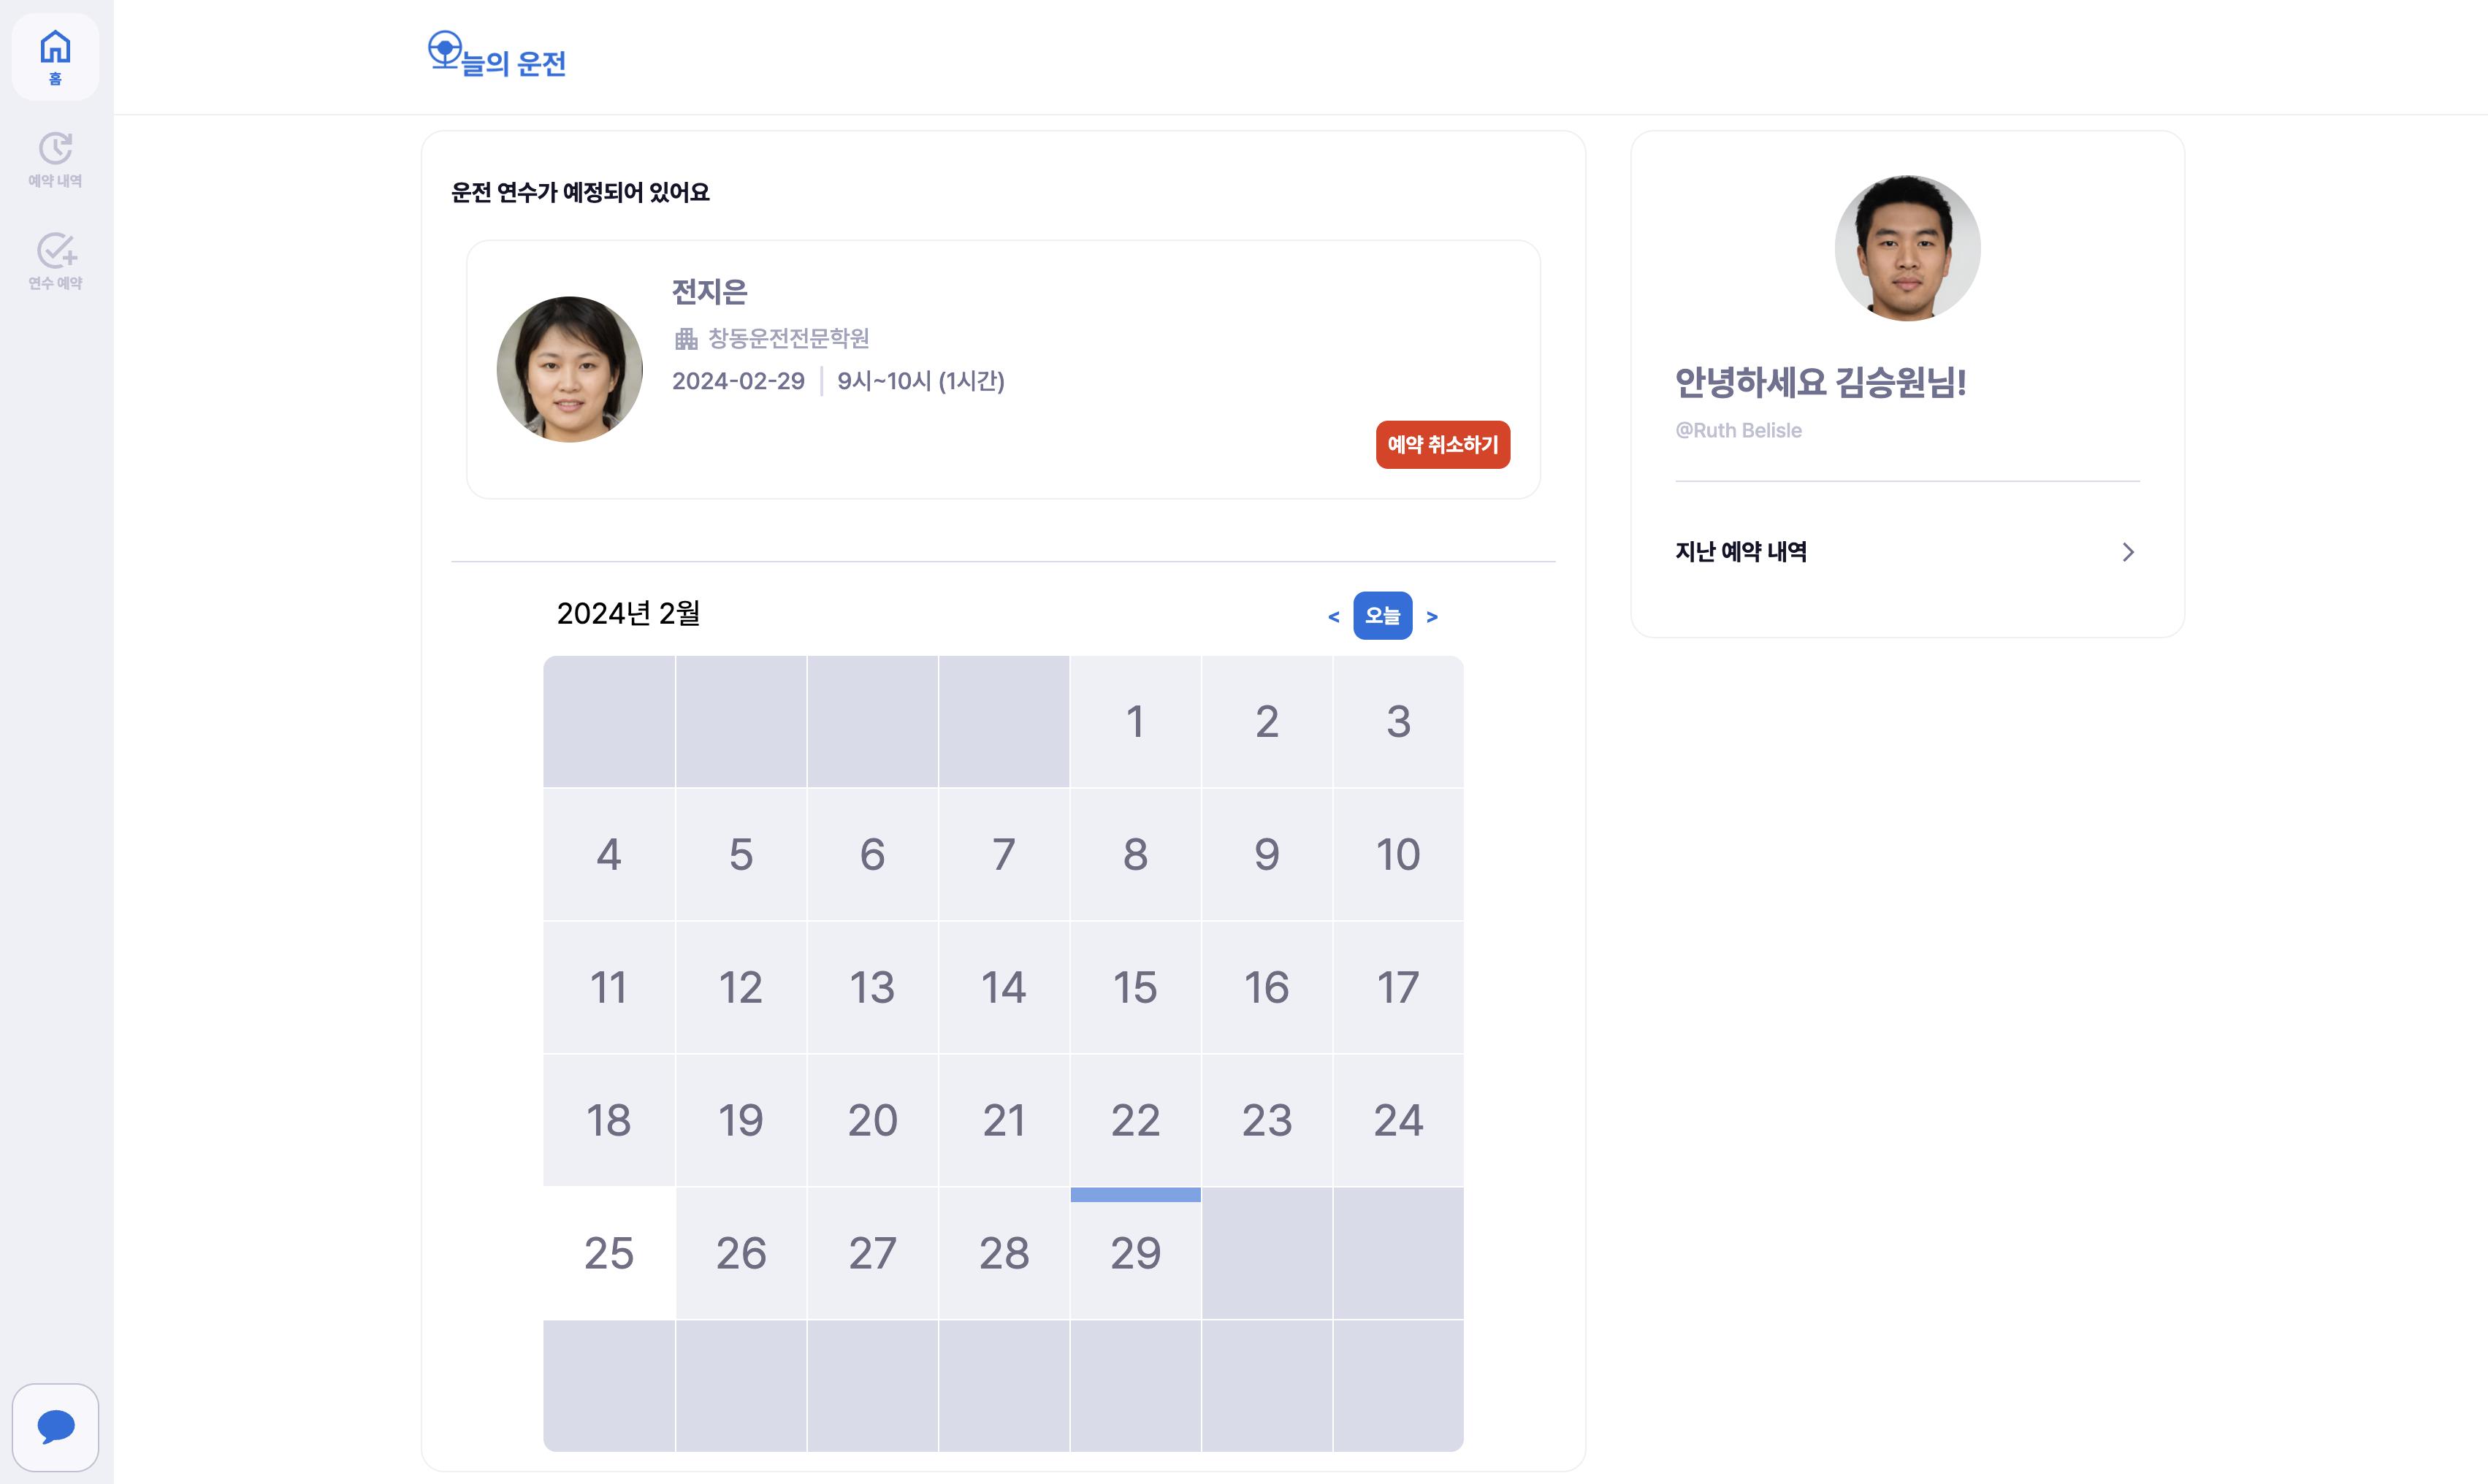 홈
예약 내역
연수 예약
오늘의 운전
운전 연수가 예정되어 있어요
전지은
창동운전전문학원
2024-02-29 | 9시~10시 (1시간)
예약 취소하기
2024년 2월
< 오늘 >
1 2 3
4 5 6 7 8 9 10
11 12 13 14 15 16 17
18 19 20 21 22 23 24
25 26 27 28 29
안녕하세요 김승원님!
@Ruth Belisle
지난 예약 내역